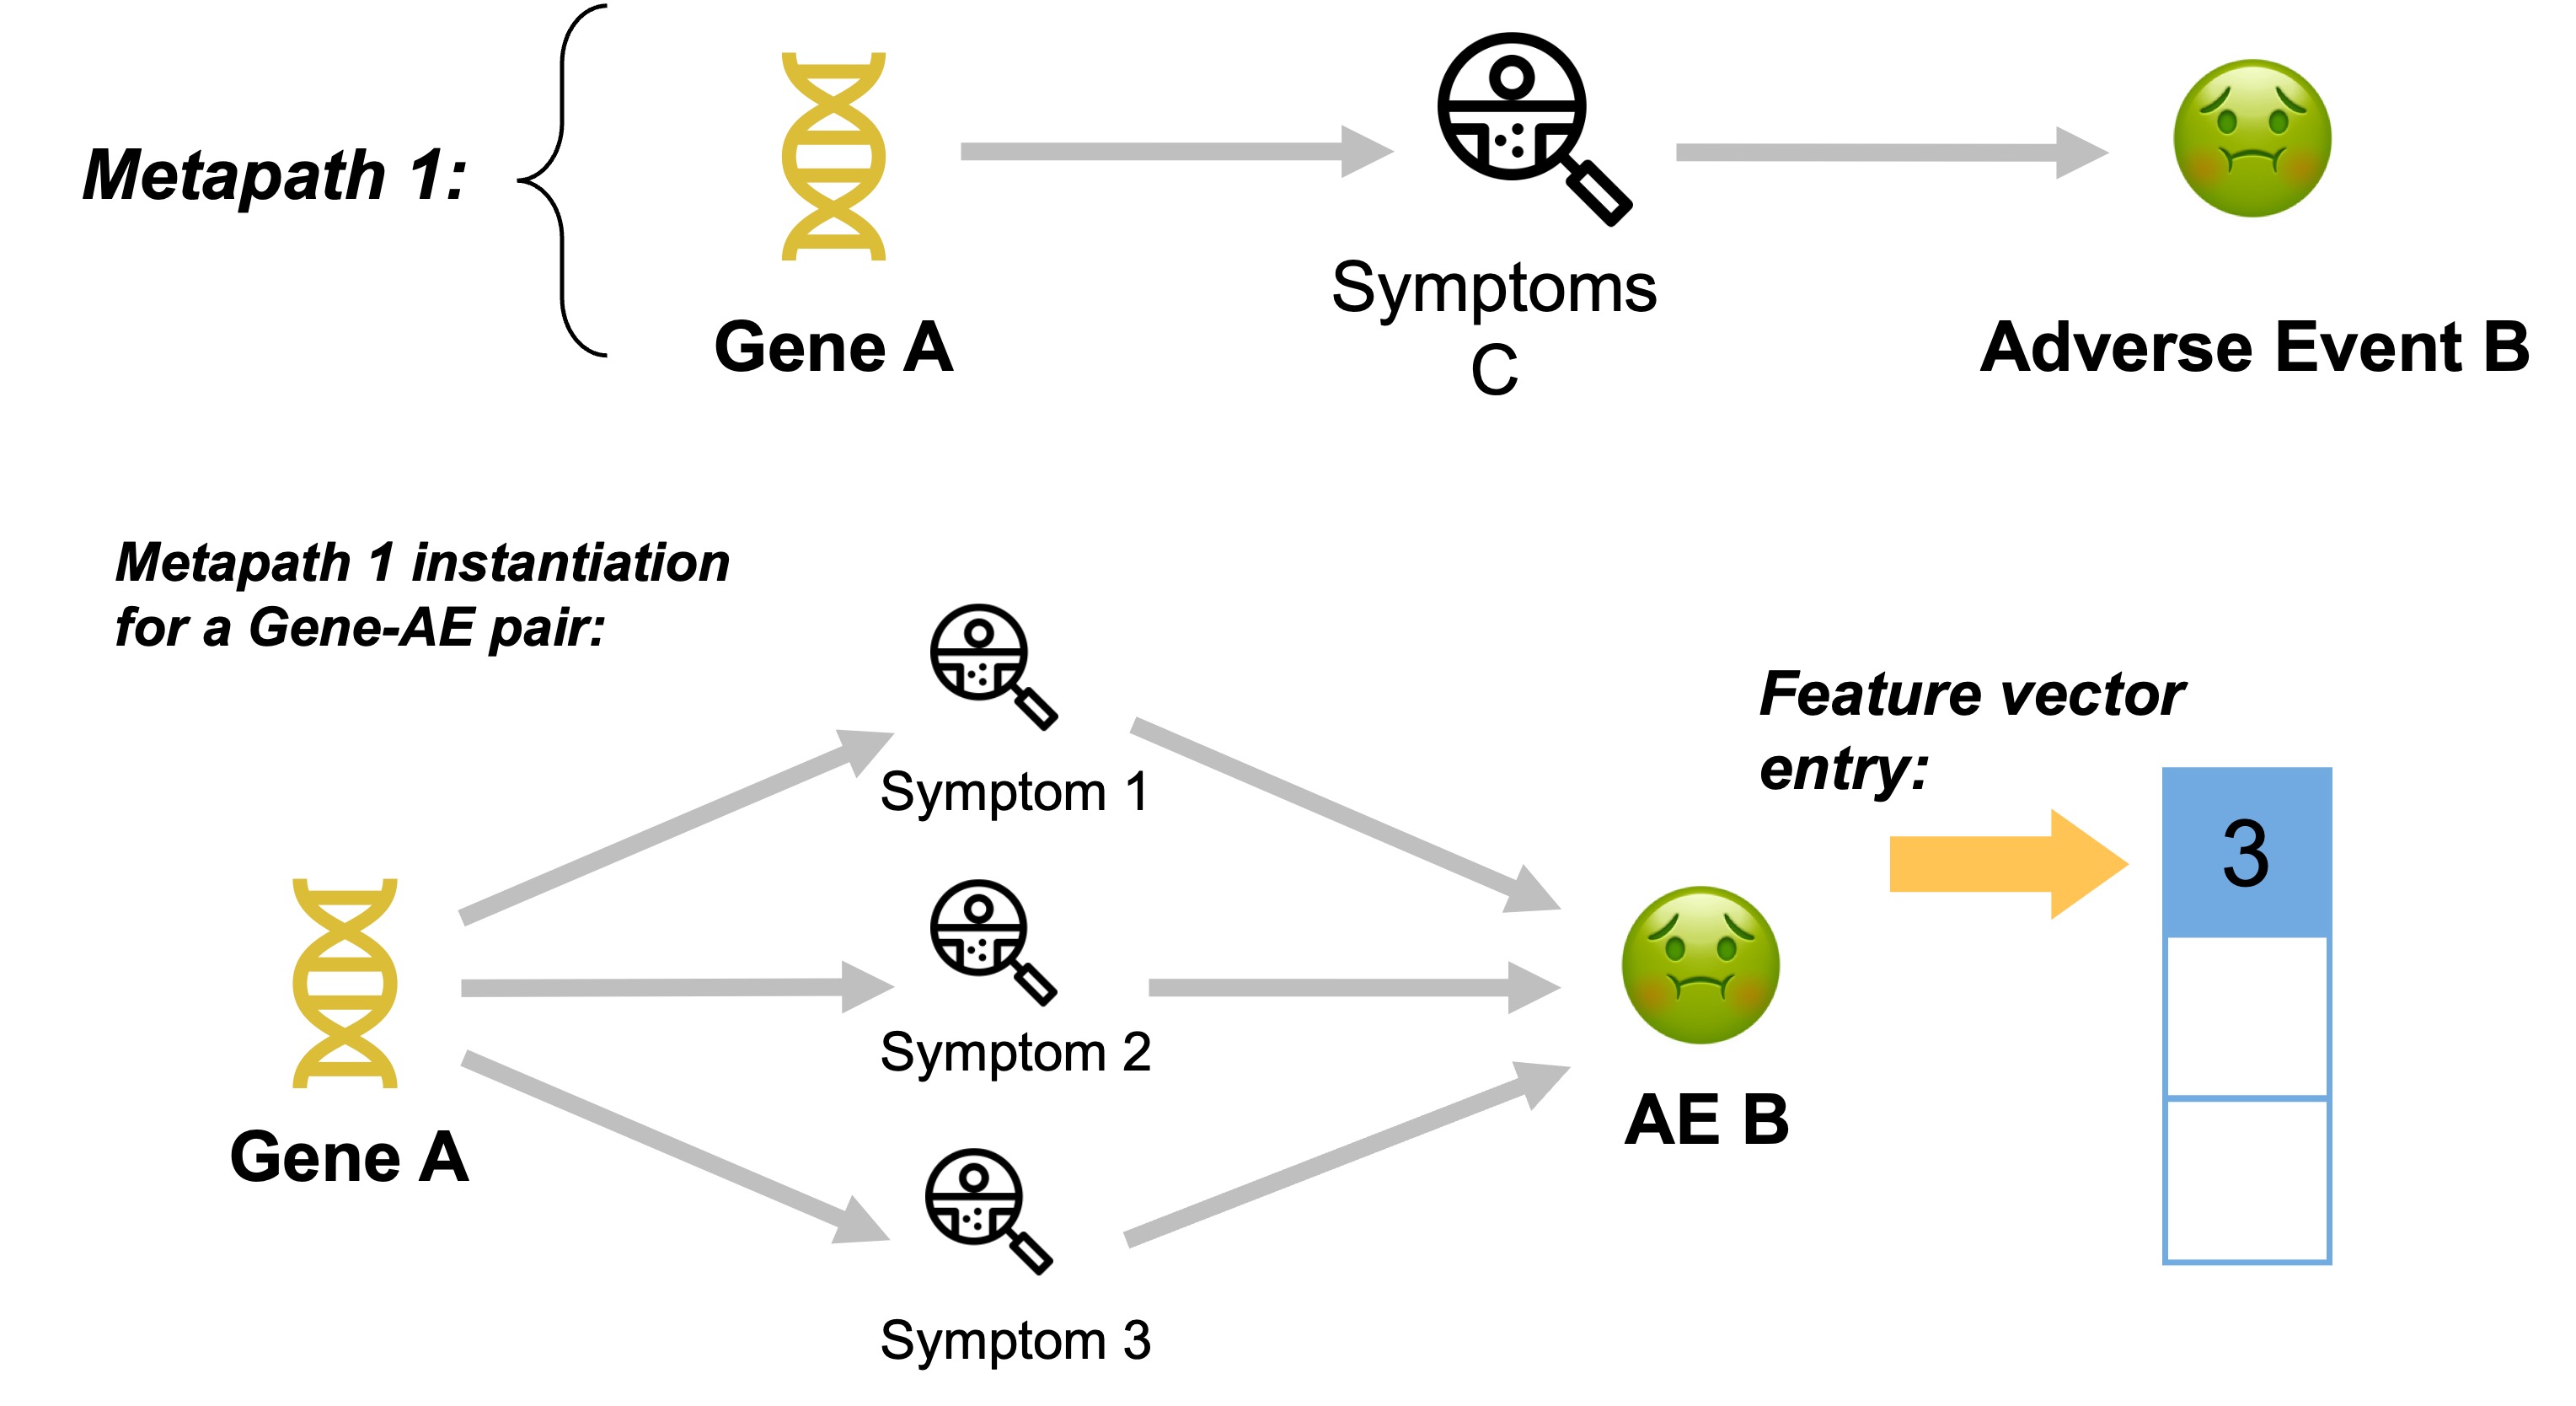 Metapath 1:
Gene A
Symptoms
C
Adverse Event B
Metapath 1 instantiation
for a Gene-AE pair:
Symptom 1
Symptom 2
Symptom 3
Gene A
AE B
Feature vector
entry:
3